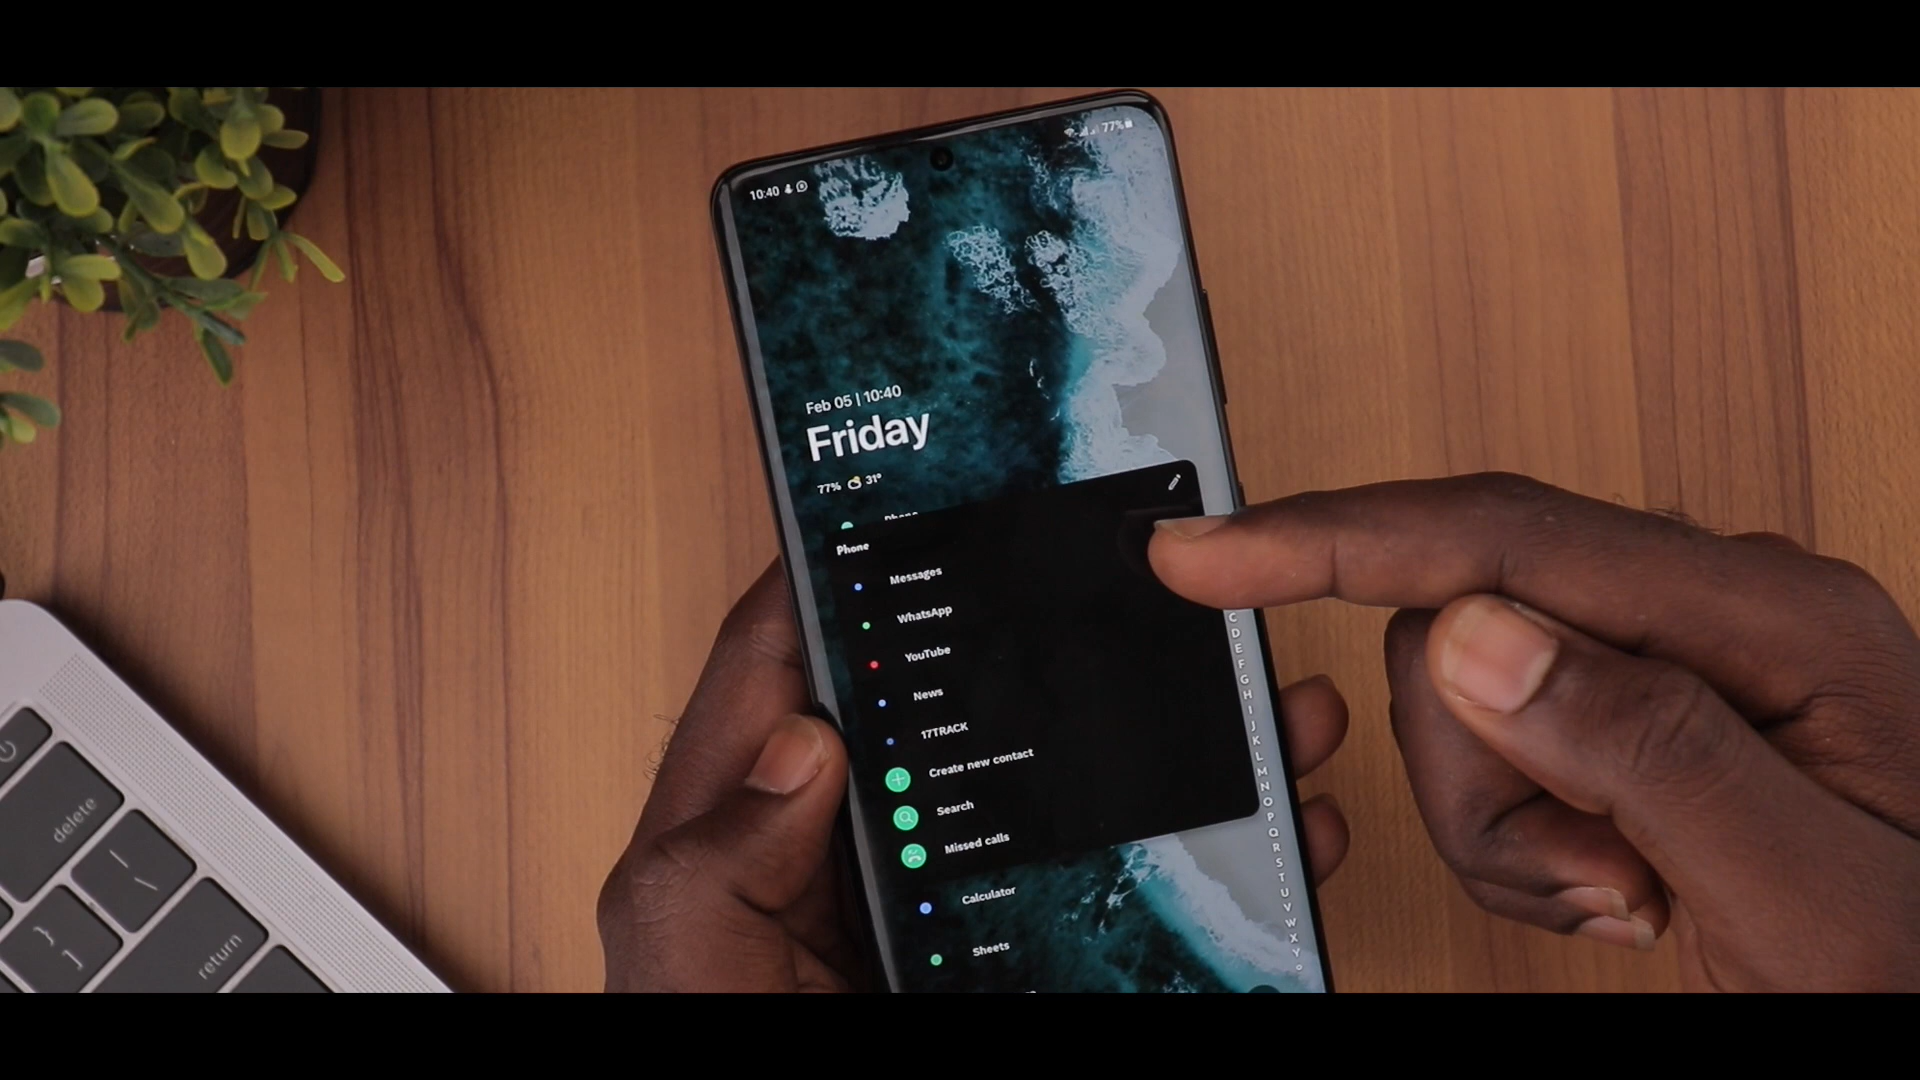 77%
10:40
Feb 05 | 10:40
Friday
77% 31°
Phone
Phone
Messages
WhatsApp
YouTube
News
17TRACK
Create new contact
Search
Missed calls
Calculator
Sheets
C
D
E
F
G
H
I
J
K
L
M
N
O
P
Q
R
S
T
U
V
W
X
Y
delete
return